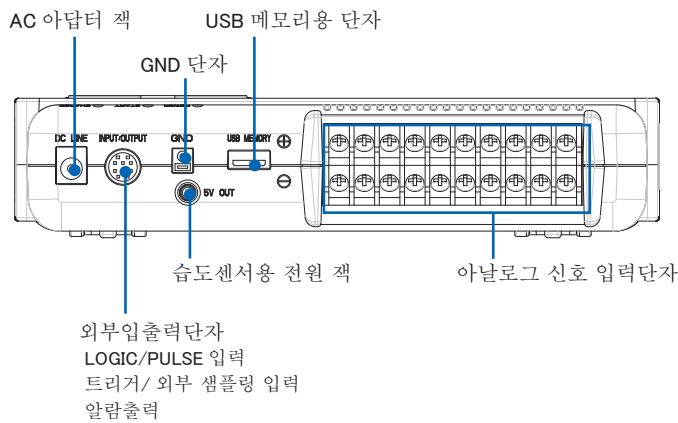 AC 아답터 잭
USB 메모리용 단자
GND 단자
DC LINE
INPUT/OUTPUT
GND
USB MEMORY
⊕
⊖
5V OUT
습도센서용 전원 잭
아날로그 신호 입력단자
외부입출력단자
LOGIC/PULSE 입력
트리거/ 외부 샘플링 입력
알람출력